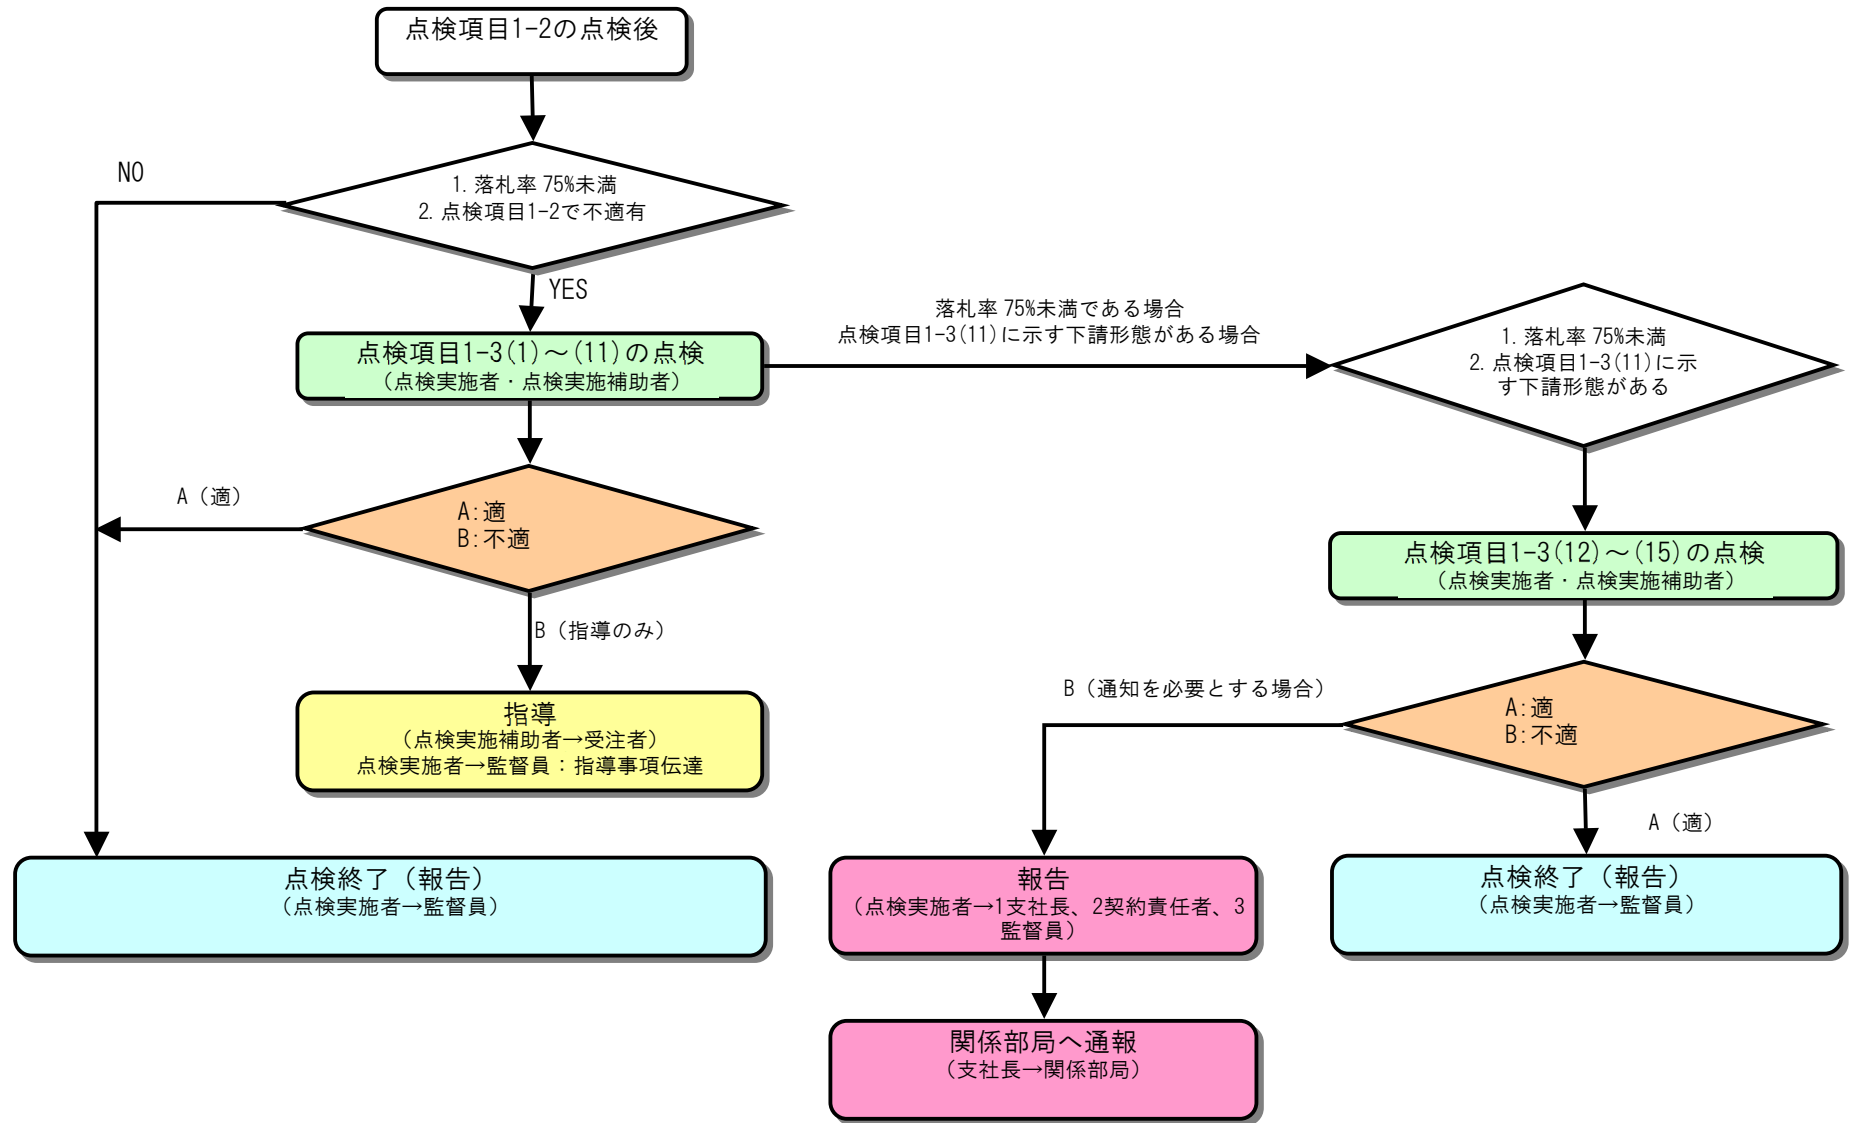 点検項目1-2の点検後
NO
1. 落札率 75%未満
2. 点検項目1-2で不適有
YES
点検項目1-3(1)～(11)の点検
（点検実施者・点検実施補助者）
落札率 75%未満である場合
点検項目1-3(11)に示す下請形態がある場合
1. 落札率 75%未満
2. 点検項目1-3(11)に示
す下請形態がある
A（適）
A:適
B:不適
B（指導のみ）
点検項目1-3(12)～(15)の点検
（点検実施者・点検実施補助者）
指導
（点検実施補助者→受注者）
点検実施者→監督員：指導事項伝達
B（通知を必要とする場合）
A:適
B:不適
A（適）
点検終了（報告）
（点検実施者→監督員）
報告
（点検実施者→1支社長、2契約責任者、3
監督員）
点検終了（報告）
（点検実施者→監督員）
関係部局へ通報
（支社長→関係部局）